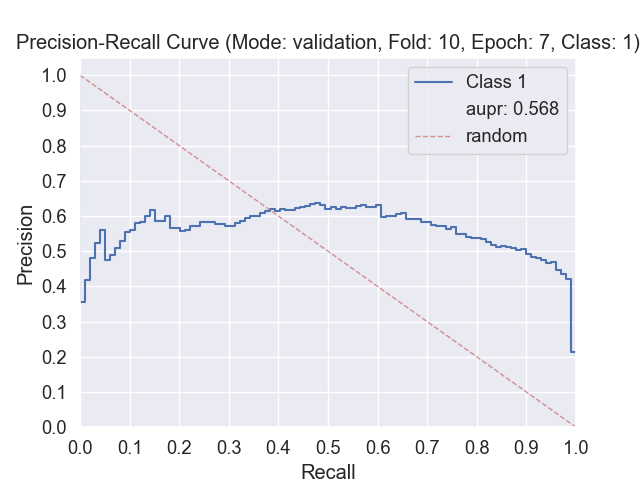 Precision-Recall Curve (Mode: validation, Fold: 10, Epoch: 7, Class: 1)
1.0
0.9
0.8
0.7
0.6
0.5
0.4
0.3
0.2
0.1
0.0
Precision
Class 1
aupr: 0.568
random
0.0 0.1 0.2 0.3 0.4 0.5 0.6 0.7 0.8 0.9 1.0
Recall